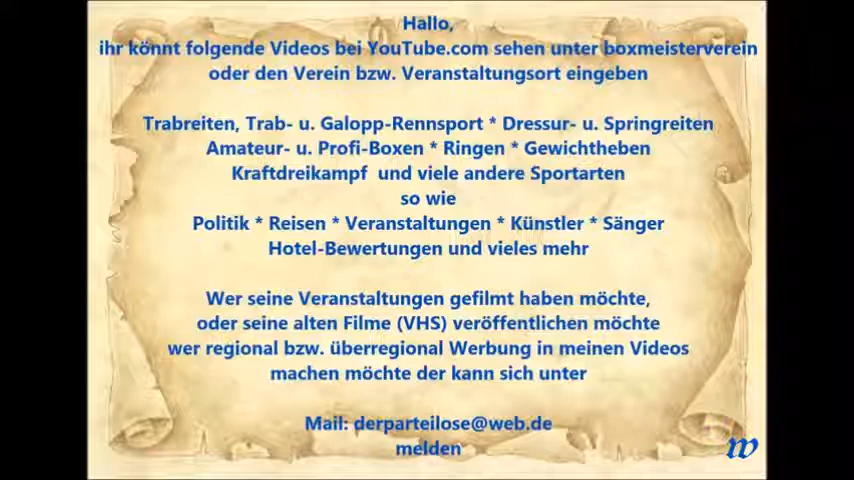 Hallo,
ihr könnt folgende Videos bei YouTube.com sehen unter boxmeisterverein
oder den Verein bzw. Veranstaltungsort eingeben
Trabreiten, Trab- u. Galopp-Rennsport * Dressur- u. Springreiten
Amateur- u. Profi-Boxen * Ringen * Gewichtheben
Kraftdreikampf und viele andere Sportarten
so wie
Politik * Reisen * Veranstaltungen * Künstler * Sänger
Hotel-Bewertungen und vieles mehr
Wer seine Veranstaltungen gefilmt haben möchte,
oder seine alten Filme (VHS) veröffentlichen möchte
wer regional bzw. überregional Werbung in meinen Videos
machen möchte der kann sich unter
Mail: derparteilose@web.de
melden
w